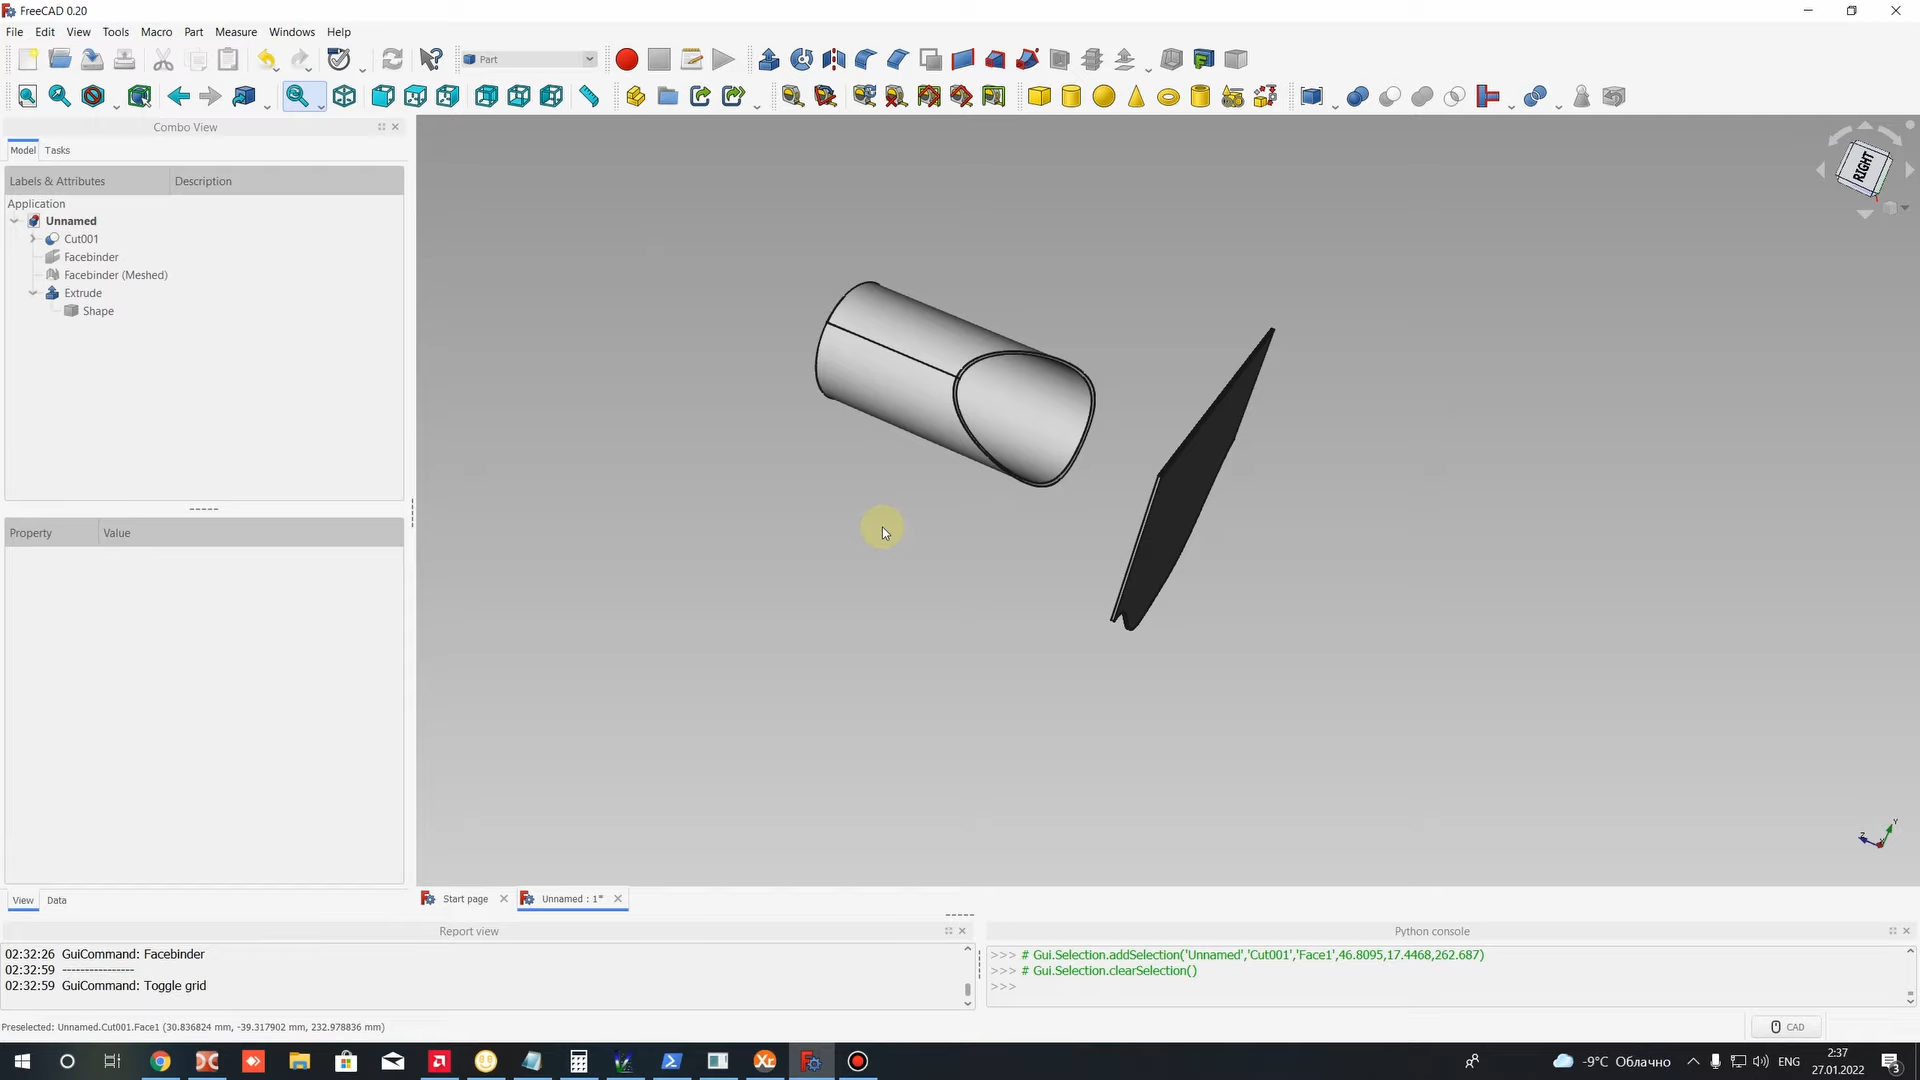 FreeCAD 0.20
File Edit View Tools Macro Part Measure Windows Help
Part
Combo View
Model Tasks
Labels & Attributes Description
Application
Unnamed
Cut001
Facebinder
Facebinder (Meshed)
Extrude
Shape
RIGHT
Property Value
Y
Z
View Data
Start page
Unnamed : 1*
Report view
Python console
02:32:26 GuiCommand: Facebinder
02:32:59 ----------------
02:32:59 GuiCommand: Toggle grid
>>> # Gui.Selection.addSelection('Unnamed','Cut001','Face1',46.8095,17.4468,262.687)
>>> # Gui.Selection.clearSelection()
>>>
Preselected: Unnamed.Cut001.Face1 (30.836824 mm, -39.317902 mm, 232.978836 mm)
CAD
Xr
-9°C Облачно
ENG
2:37
27.01.2022
3